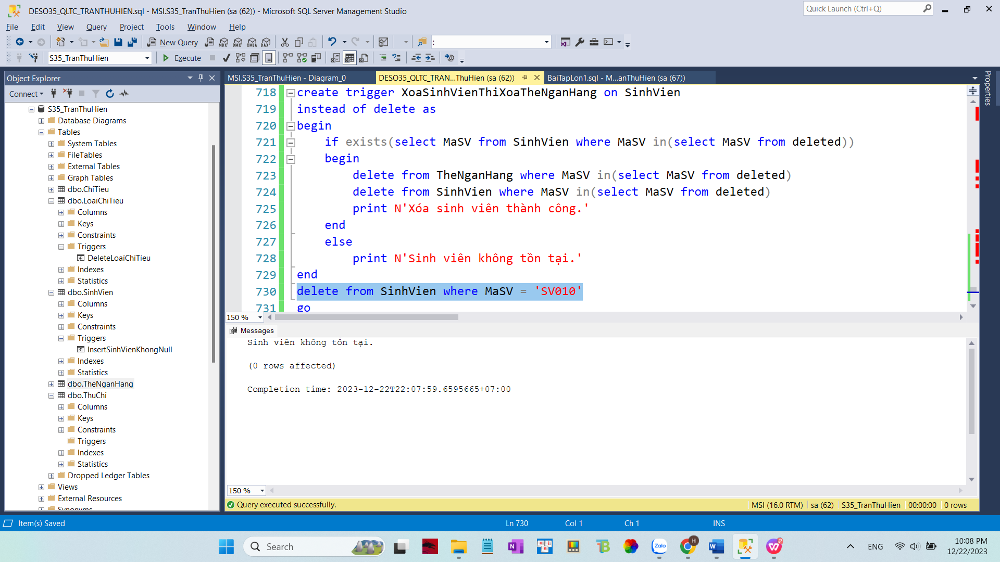 DESO35_QLTC_TRANTHUHIEN.sql - MSI.S35_TranThuHien (sa (62)) - Microsoft SQL Server Management Studio
Quick Launch (Ctrl+Q)
File Edit View Query Project Tools Window Help
New Query
MDX DMX XMLA DAX
:
S35_TranThuHien
Execute
Object Explorer
MSI.S35_TranThuHien - Diagram_0
DESO35_QLTC_TRAN...ThuHien (sa (62))
BaiTapLon1.sql - M...anThuHien (sa (67))
Properties
Connect
S35_TranThuHien
Database Diagrams
Tables
System Tables
FileTables
External Tables
Graph Tables
dbo.ChiTieu
dbo.LoaiChiTieu
Columns
Keys
Constraints
Triggers
DeleteLoaiChiTieu
Indexes
Statistics
dbo.SinhVien
Columns
Keys
Constraints
Triggers
InsertSinhVienKhongNull
Indexes
Statistics
dbo.TheNganHang
dbo.ThuChi
Columns
Keys
Constraints
Triggers
Indexes
Statistics
Dropped Ledger Tables
Views
External Resources
Synonyms
718 create trigger XoaSinhVienThiXoaTheNganHang on SinhVien
719 instead of delete as
720 begin
721 if exists(select MaSV from SinhVien where MaSV in(select MaSV from deleted))
722 begin
723 delete from TheNganHang where MaSV in(select MaSV from deleted)
724 delete from SinhVien where MaSV in(select MaSV from deleted)
725 print N'Xóa sinh viên thành công.'
726 end
727 else
728 print N'Sinh viên không tồn tại.'
729 end
730 delete from SinhVien where MaSV = 'SV010'
731 go
150 %
Messages
Sinh viên không tồn tại.
(0 rows affected)
Completion time: 2023-12-22T22:07:59.6595665+07:00
150 %
Query executed successfully.
MSI (16.0 RTM) sa (62) S35_TranThuHien 00:00:00 0 rows
Item(s) Saved
Ln 730 Col 1 Ch 1 INS
Search
Zalo
H
ENG
10:08 PM
12/22/2023